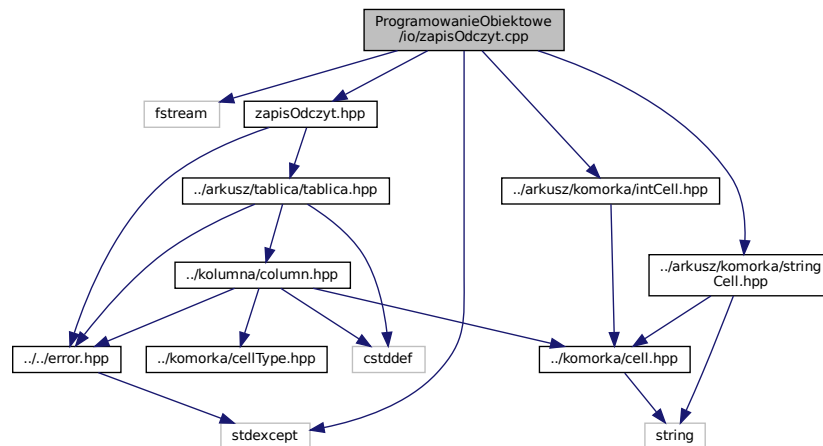 ProgramowanieObiektowe
/io/zapisOdczyt.cpp
fstream
zapisOdczyt.hpp
../arkusz/tablica/tablica.hpp
../arkusz/komorka/intCell.hpp
../kolumna/column.hpp
../arkusz/komorka/string
Cell.hpp
../../error.hpp
../komorka/cellType.hpp
cstddef
../komorka/cell.hpp
stdexcept
string